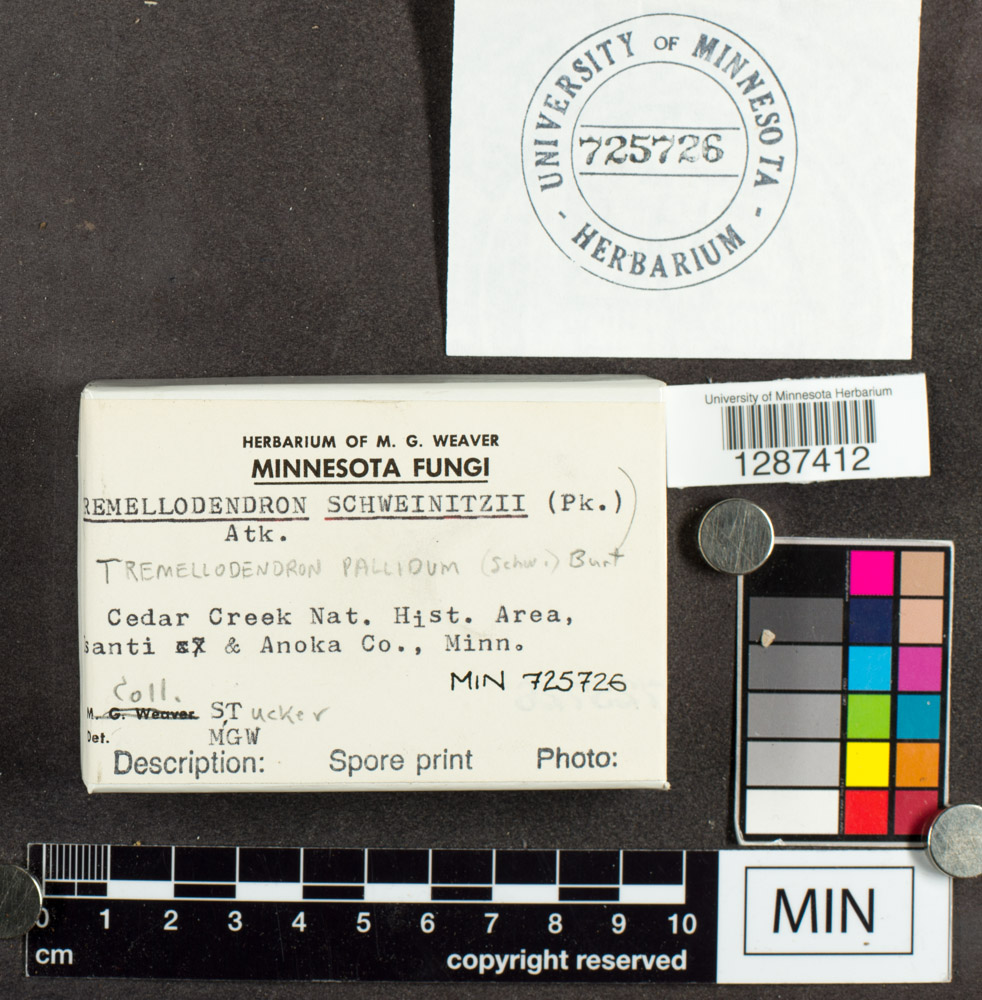 UNIVERSITY OF MINNESOTA
725726
- HERBARIUM -
University of Minnesota Herbarium
1287412
HERBARIUM OF M. G. WEAVER
MINNESOTA FUNGI
REMELLODENDRON SCHWEINITZII (Pk.)
Atk.
TREMELLODENDRON PALLIDUM (Schw.) Burt
Cedar Creek Nat. Hist. Area,
santi & Anoka Co., Minn.
MIN 725726
Coll.
M. G. Weaver S,Tucker
Det. MGW
Description: Spore print Photo:
0 1 2 3 4 5 6 7 8 9 10
cm copyright reserved
MIN